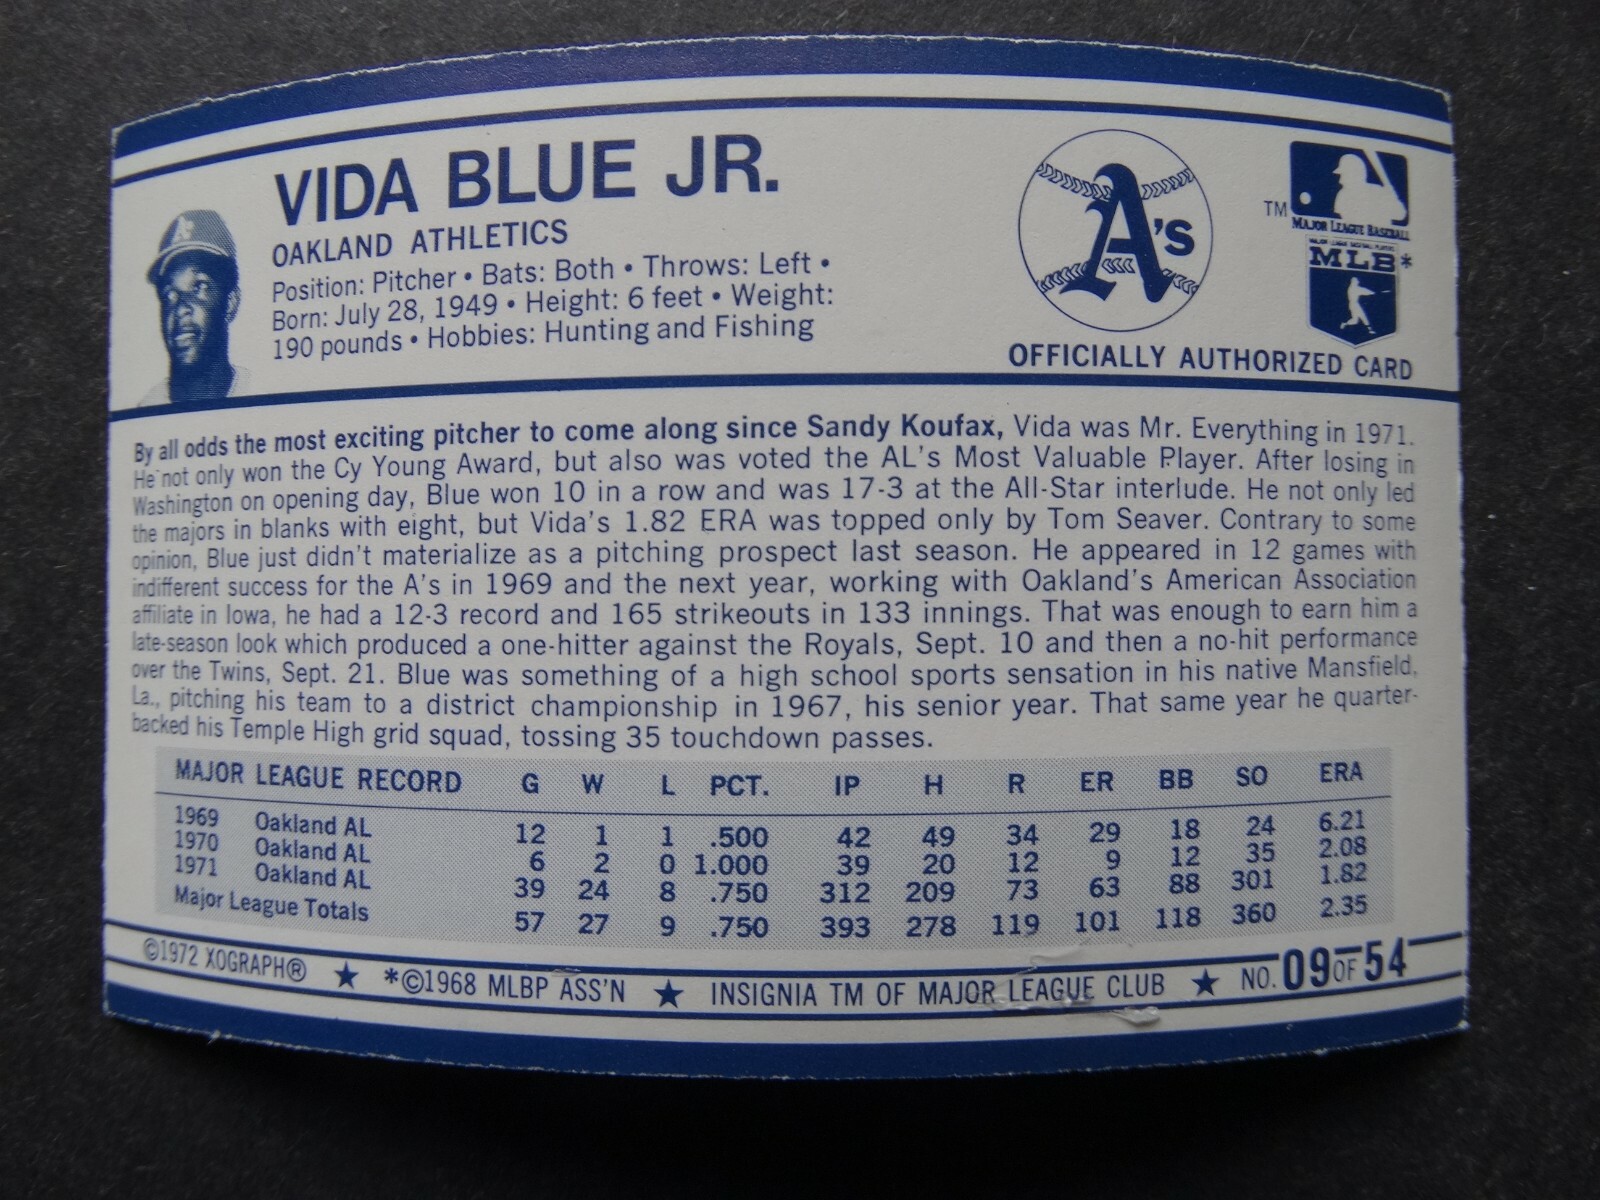 VIDA BLUE JR.
OAKLAND ATHLETICS
Position: Pitcher • Bats: Both • Throws: Left •
Born: July 28, 1949 • Height: 6 feet • Weight:
190 pounds • Hobbies: Hunting and Fishing
A's
TM
MAJOR LEAGUE BASEBALL
MAJOR LEAGUE BASEBALL PLAYERS
MLB*
OFFICIALLY AUTHORIZED CARD
By all odds the most exciting pitcher to come along since Sandy Koufax, Vida was Mr. Everything in 1971.
He not only won the Cy Young Award, but also was voted the AL's Most Valuable Player. After losing in
Washington on opening day, Blue won 10 in a row and was 17-3 at the All-Star interlude. He not only led
the majors in blanks with eight, but Vida's 1.82 ERA was topped only by Tom Seaver. Contrary to some
opinion, Blue just didn't materialize as a pitching prospect last season. He appeared in 12 games with
indifferent success for the A's in 1969 and the next year, working with Oakland's American Association
affiliate in Iowa, he had a 12-3 record and 165 strikeouts in 133 innings. That was enough to earn him a
late-season look which produced a one-hitter against the Royals, Sept. 10 and then a no-hit performance
over the Twins, Sept. 21. Blue was something of a high school sports sensation in his native Mansfield,
La., pitching his team to a district championship in 1967, his senior year. That same year he quarter-
backed his Temple High grid squad, tossing 35 touchdown passes.
MAJOR LEAGUE RECORD G W L PCT. IP H R ER BB SO ERA
1969 Oakland AL 12 1 1 .500 42 49 34 29 18 24 6.21
1970 Oakland AL 6 2 0 1.000 39 20 12 9 12 35 2.08
1971 Oakland AL 39 24 8 .750 312 209 73 63 88 301 1.82
Major League Totals 57 27 9 .750 393 278 119 101 118 360 2.35
©1972 XOGRAPH® ★ *©1968 MLBP ASS'N ★ INSIGNIA TM OF MAJOR LEAGUE CLUB ★ NO. 09 OF 54